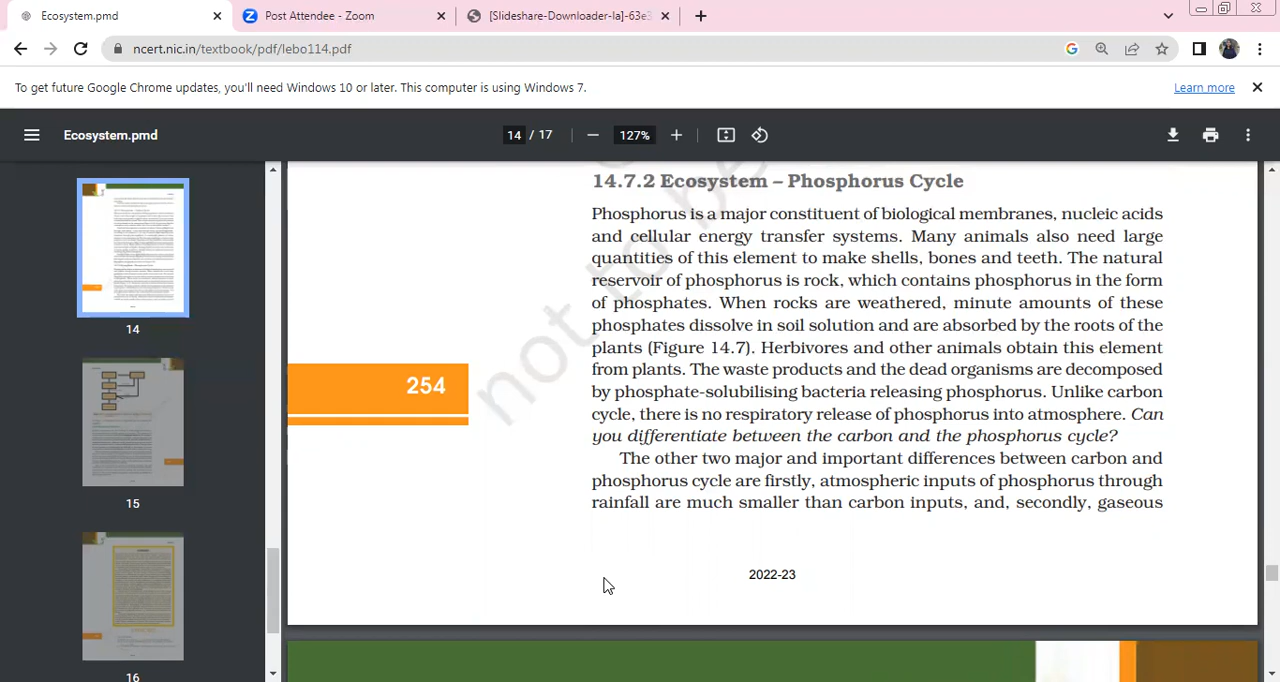 Ecosystem.pmd
Post Attendee - Zoom
[Slideshare-Downloader-la]-63e3
ncert.nic.in/textbook/pdf/lebo114.pdf
To get future Google Chrome updates, you'll need Windows 10 or later. This computer is using Windows 7.
Learn more
Ecosystem.pmd
14 / 17
127%
14
15
16
14.7.2 Ecosystem – Phosphorus Cycle
Phosphorus is a major constituent of biological membranes, nucleic acids
and cellular energy transfer systems. Many animals also need large
quantities of this element to make shells, bones and teeth. The natural
reservoir of phosphorus is rock, which contains phosphorus in the form
of phosphates. When rocks are weathered, minute amounts of these
phosphates dissolve in soil solution and are absorbed by the roots of the
plants (Figure 14.7). Herbivores and other animals obtain this element
from plants. The waste products and the dead organisms are decomposed
by phosphate-solubilising bacteria releasing phosphorus. Unlike carbon
cycle, there is no respiratory release of phosphorus into atmosphere. Can
you differentiate between the carbon and the phosphorus cycle?
The other two major and important differences between carbon and
phosphorus cycle are firstly, atmospheric inputs of phosphorus through
rainfall are much smaller than carbon inputs, and, secondly, gaseous
254
not to be
2022-23